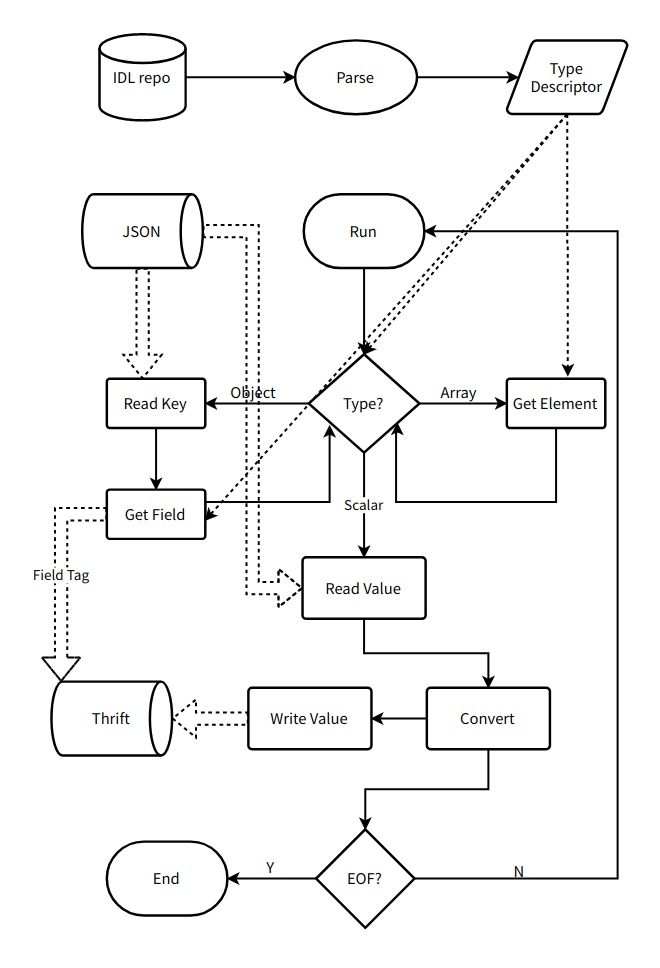 IDL repo
Parse
Type
Descriptor
JSON
Run
Object
Array
Read Key
Type?
Get Element
Scalar
Get Field
Field Tag
Read Value
Thrift
Write Value
Convert
Y
N
End
EOF?